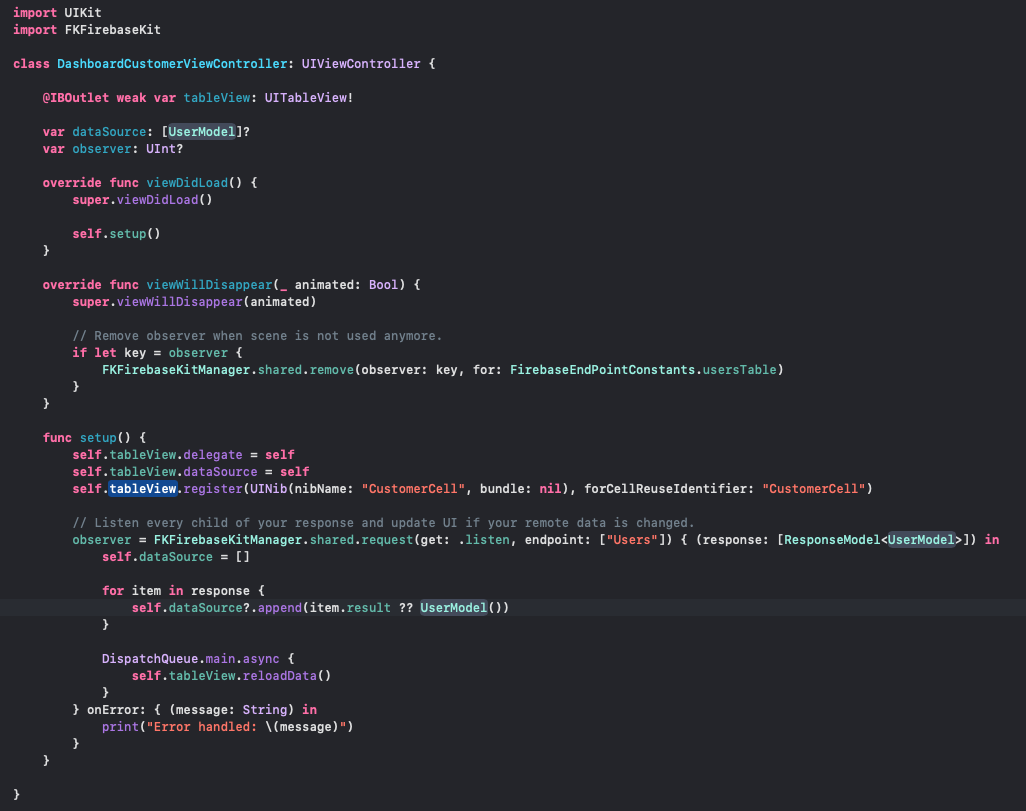 import UIKit
import FKFirebaseKit

class DashboardCustomerViewController: UIViewController {

    @IBOutlet weak var tableView: UITableView!

    var dataSource: [UserModel]?
    var observer: UInt?

    override func viewDidLoad() {
        super.viewDidLoad()

        self.setup()
    }

    override func viewWillDisappear(_ animated: Bool) {
        super.viewWillDisappear(animated)

        // Remove observer when scene is not used anymore.
        if let key = observer {
            FKFirebaseKitManager.shared.remove(observer: key, for: FirebaseEndPointConstants.usersTable)
        }
    }

    func setup() {
        self.tableView.delegate = self
        self.tableView.dataSource = self
        self.tableView.register(UINib(nibName: "CustomerCell", bundle: nil), forCellReuseIdentifier: "CustomerCell")

        // Listen every child of your response and update UI if your remote data is changed.
        observer = FKFirebaseKitManager.shared.request(get: .listen, endpoint: ["Users"]) { (response: [ResponseModel<UserModel>]) in
            self.dataSource = []

            for item in response {
                self.dataSource?.append(item.result ?? UserModel())
            }

            DispatchQueue.main.async {
                self.tableView.reloadData()
            }
        } onError: { (message: String) in
            print("Error handled: \(message)")
        }
    }

}